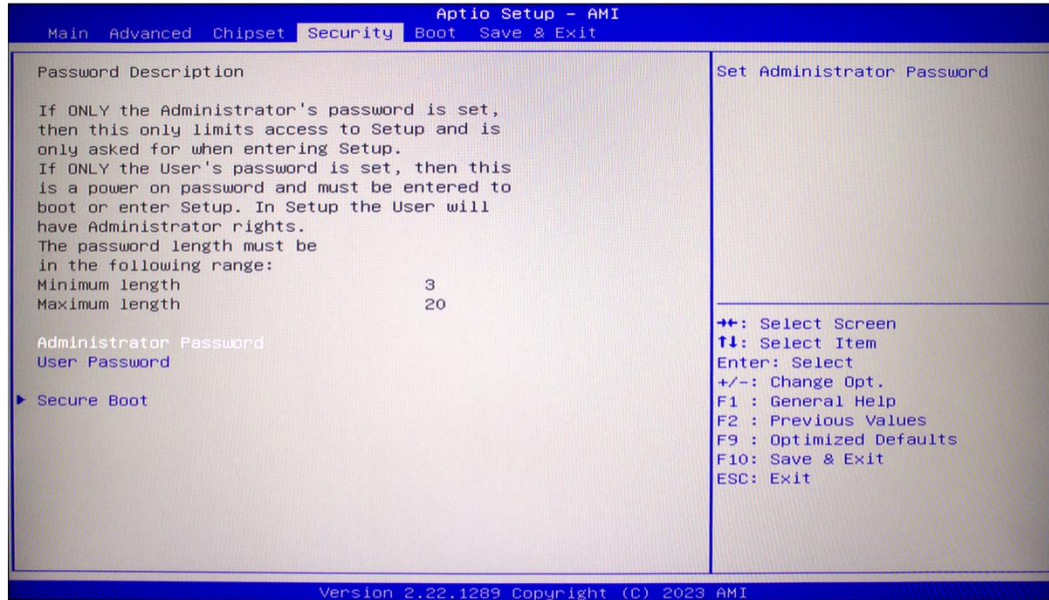 Aptio Setup – AMI
Main Advanced Chipset Security Boot Save & Exit
Password Description
If ONLY the Administrator's password is set,
then this only limits access to Setup and is
only asked for when entering Setup.
If ONLY the User's password is set, then this
is a power on password and must be entered to
boot or enter Setup. In Setup the User will
have Administrator rights.
The password length must be
in the following range:
Minimum length 3
Maximum length 20
Administrator Password
User Password
▶ Secure Boot
Set Administrator Password
→←: Select Screen
↑↓: Select Item
Enter: Select
+/-: Change Opt.
F1 : General Help
F2 : Previous Values
F9 : Optimized Defaults
F10: Save & Exit
ESC: Exit
Version 2.22.1289 Copyright (C) 2023 AMI